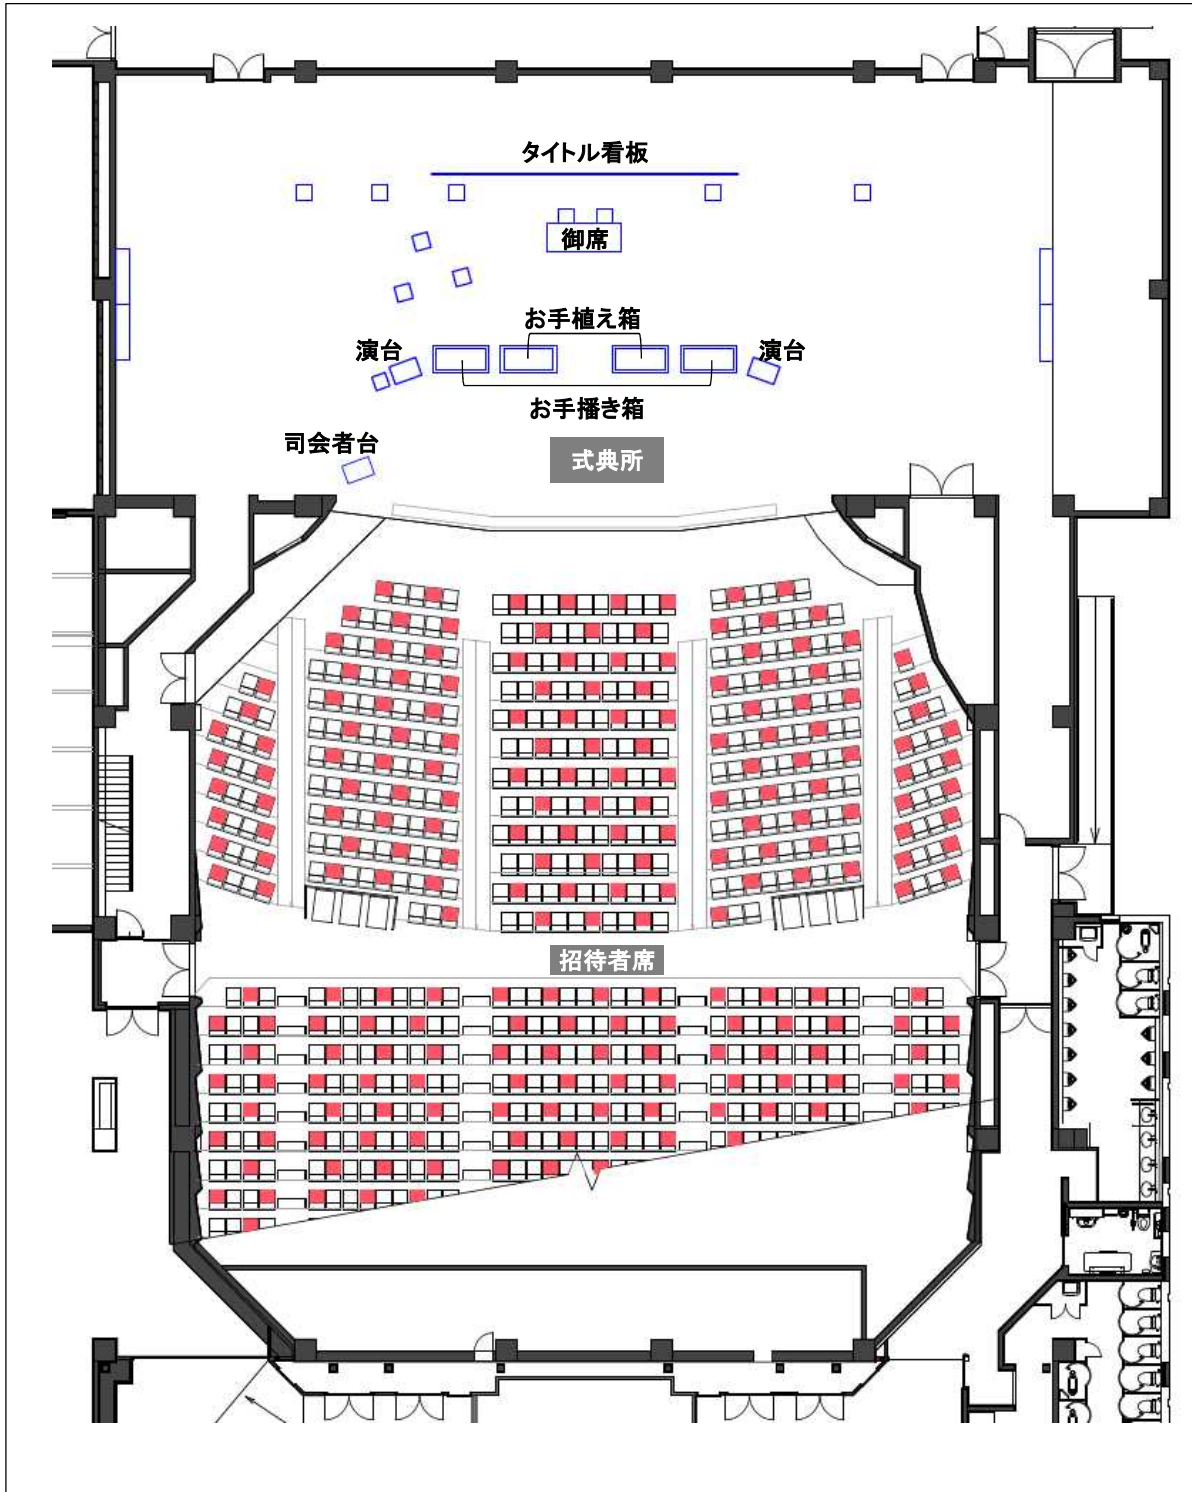 タイトル看板
御席
お手植え箱
演台
演台
お手播き箱
司会者台
式典所
招待者席